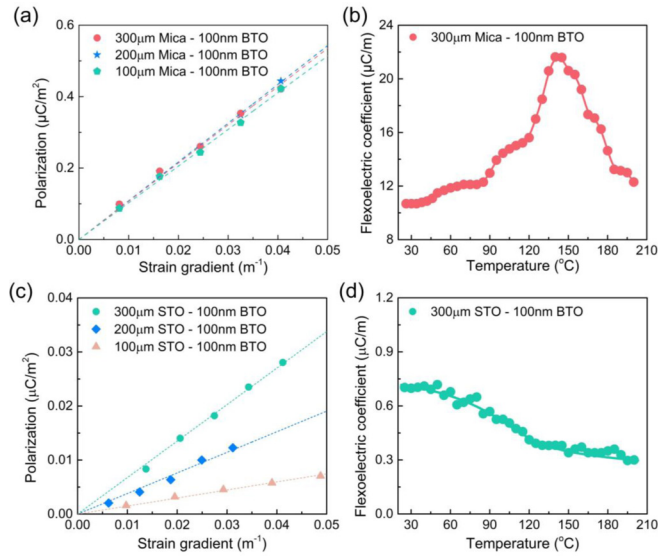 (a)
300μm Mica - 100nm BTO
200μm Mica - 100nm BTO
100μm Mica - 100nm BTO
Polarization (μC/m²)
0.6
0.4
0.2
0.0
0.00 0.01 0.02 0.03 0.04 0.05
Strain gradient (m⁻¹)
(b)
300μm Mica - 100nm BTO
Flexoelectric coefficient (μC/m)
24
20
16
12
8
30 60 90 120 150 180 210
Temperature (°C)
(c)
300μm STO - 100nm BTO
200μm STO - 100nm BTO
100μm STO - 100nm BTO
Polarization (μC/m²)
0.04
0.03
0.02
0.01
0.00
0.00 0.01 0.02 0.03 0.04 0.05
Strain gradient (m⁻¹)
(d)
300μm STO - 100nm BTO
Flexoelectric coefficient (μC/m)
1.2
0.9
0.6
0.3
0.0
30 60 90 120 150 180 210
Temperature (°C)